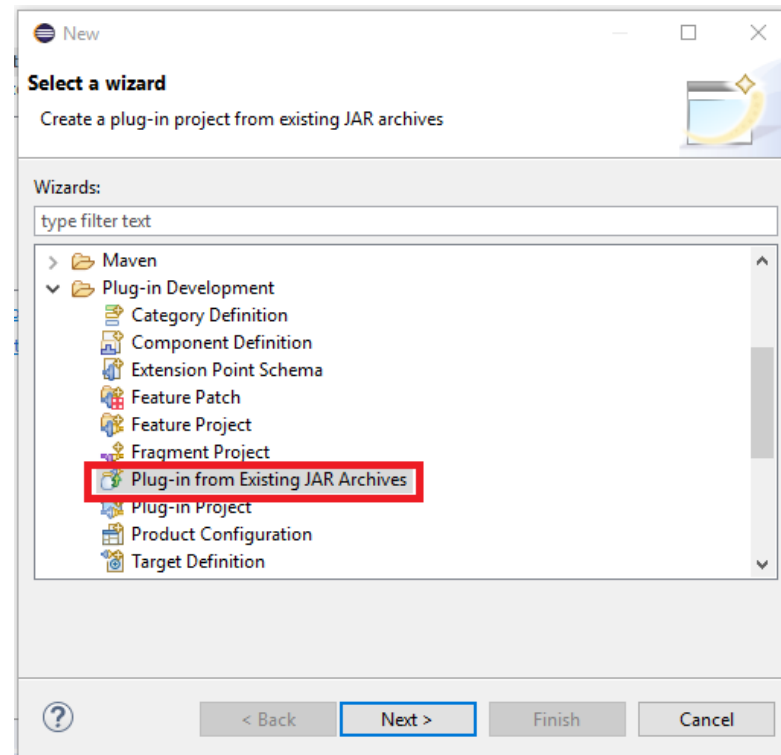 New
Select a wizard
Create a plug-in project from existing JAR archives
Wizards:
type filter text
Maven
Plug-in Development
Category Definition
Component Definition
Extension Point Schema
Feature Patch
Feature Project
Fragment Project
Plug-in from Existing JAR Archives
Plug-in Project
Product Configuration
Target Definition
?
< Back Next > Finish Cancel